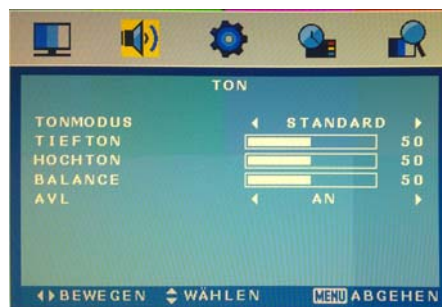 TON
TONMODUS STANDARD
TIEFTON 50
HOCHTON 50
BALANCE 50
AVL AN
BEWEGEN WÄHLEN MENU ABGEHEN